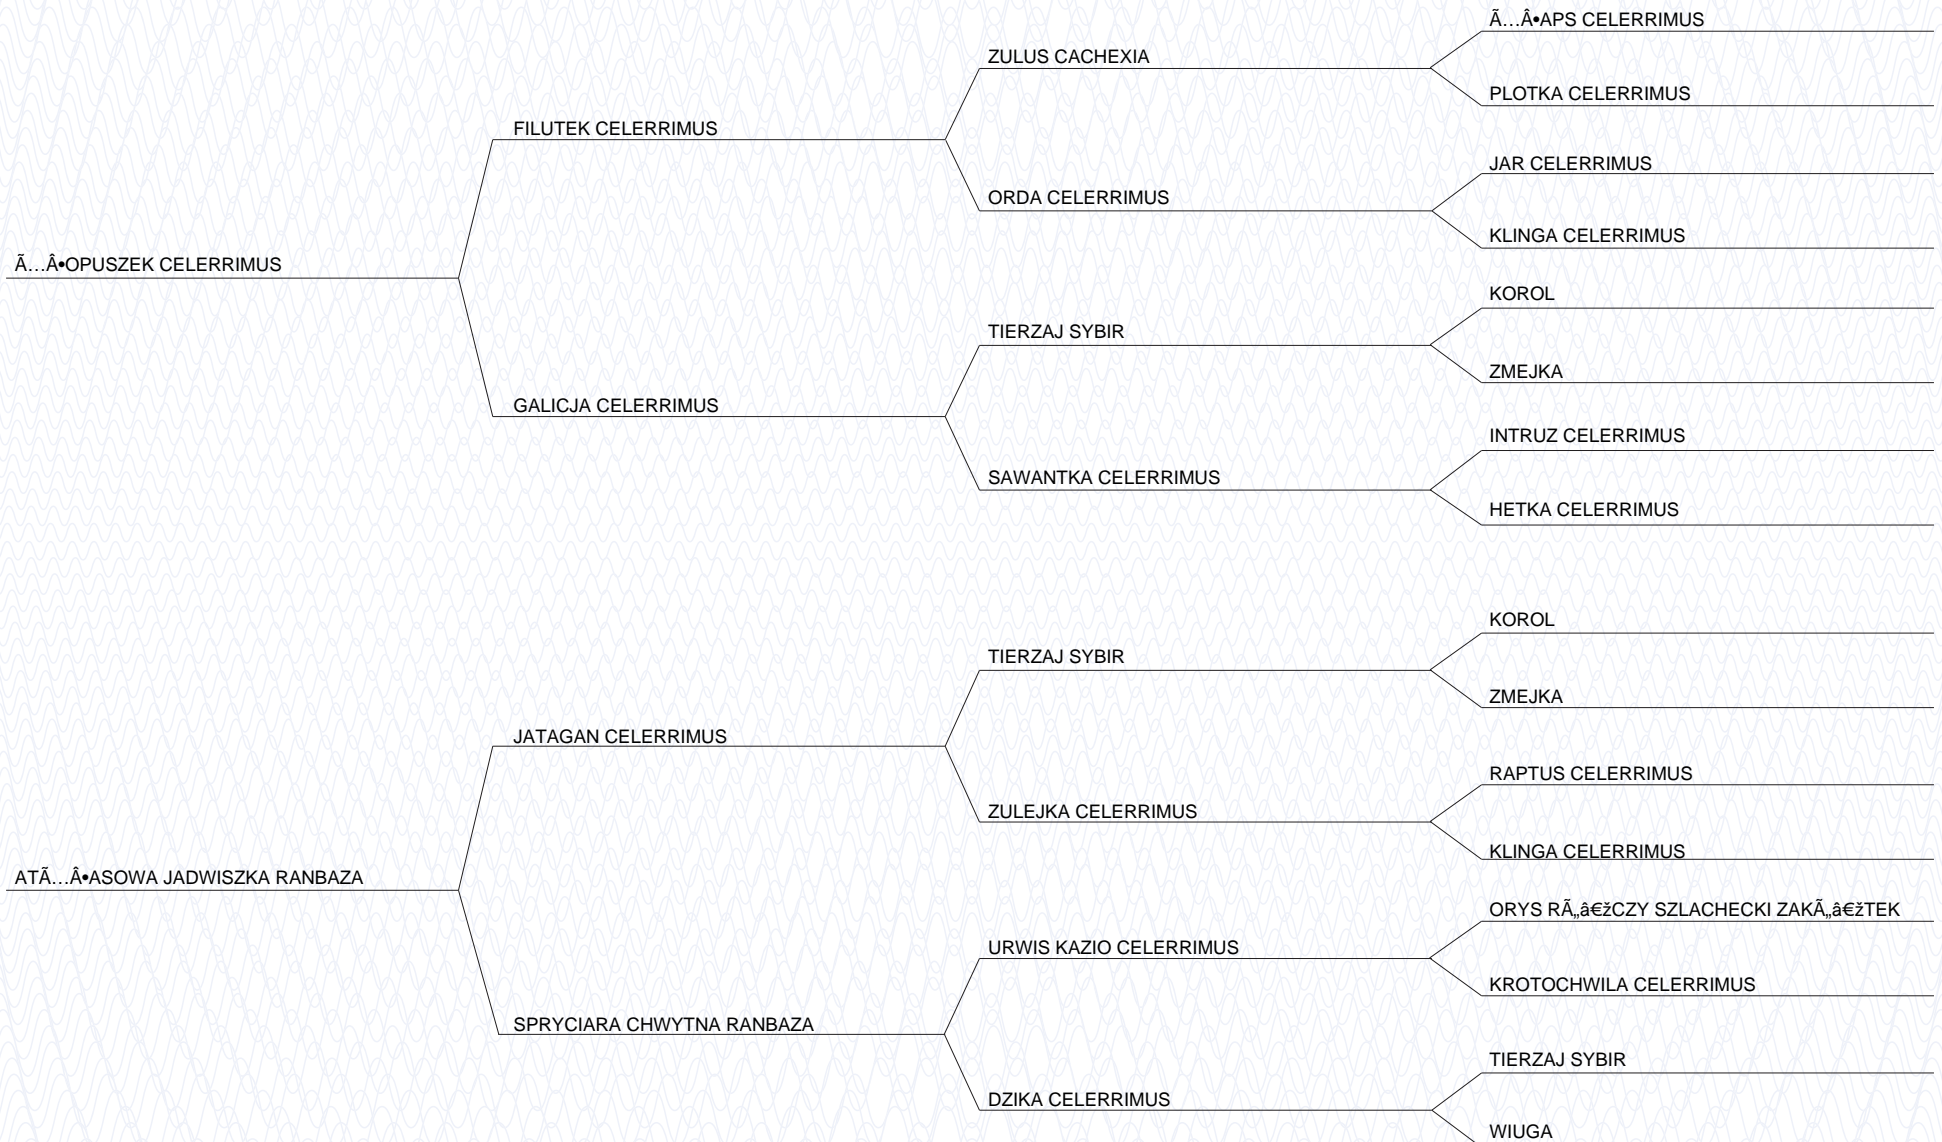 Ã…Â•APS CELERRIMUS
ZULUS CACHEXIA
PLOTKA CELERRIMUS
FILUTEK CELERRIMUS
JAR CELERRIMUS
ORDA CELERRIMUS
KLINGA CELERRIMUS
Ã…Â•OPUSZEK CELERRIMUS
KOROL
TIERZAJ SYBIR
ZMEJKA
GALICJA CELERRIMUS
INTRUZ CELERRIMUS
SAWANTKA CELERRIMUS
HETKA CELERRIMUS
KOROL
TIERZAJ SYBIR
ZMEJKA
JATAGAN CELERRIMUS
RAPTUS CELERRIMUS
ZULEJKA CELERRIMUS
KLINGA CELERRIMUS
ATÃ…Â•ASOWA JADWISZKA RANBAZA
ORYS RÃ„â€žCZY SZLACHECKI ZAKÃ„â€žTEK
URWIS KAZIO CELERRIMUS
KROTOCHWILA CELERRIMUS
SPRYCIARA CHWYTNA RANBAZA
TIERZAJ SYBIR
DZIKA CELERRIMUS
WIUGA